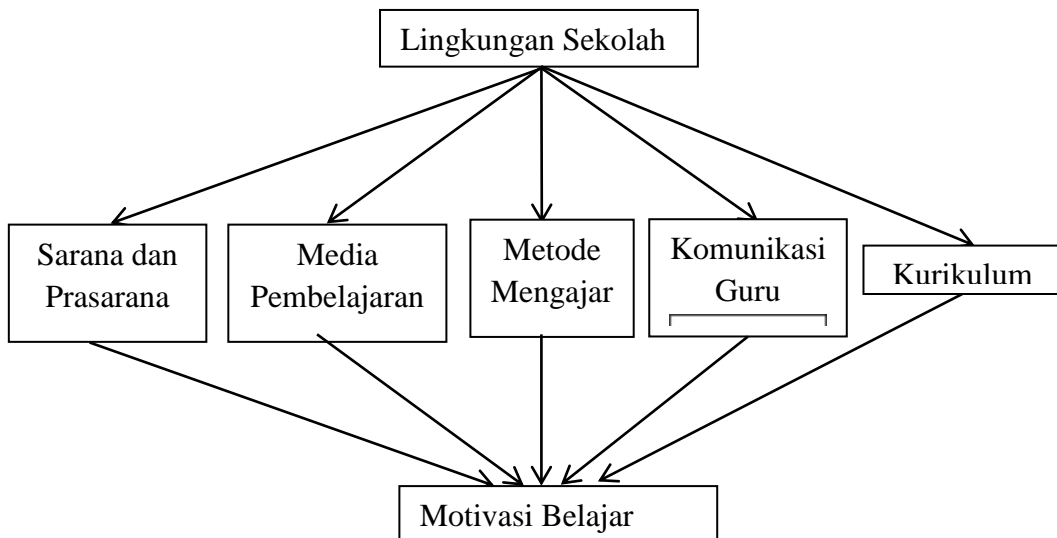 Lingkungan Sekolah
Sarana dan
Prasarana
Media
Pembelajaran
Metode
Mengajar
Komunikasi
Guru
Kurikulum
Motivasi Belajar